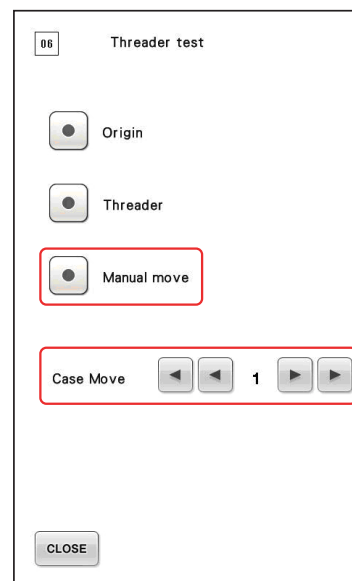 06 Threader test
Origin
Threader
Manual move
Case Move 1
CLOSE